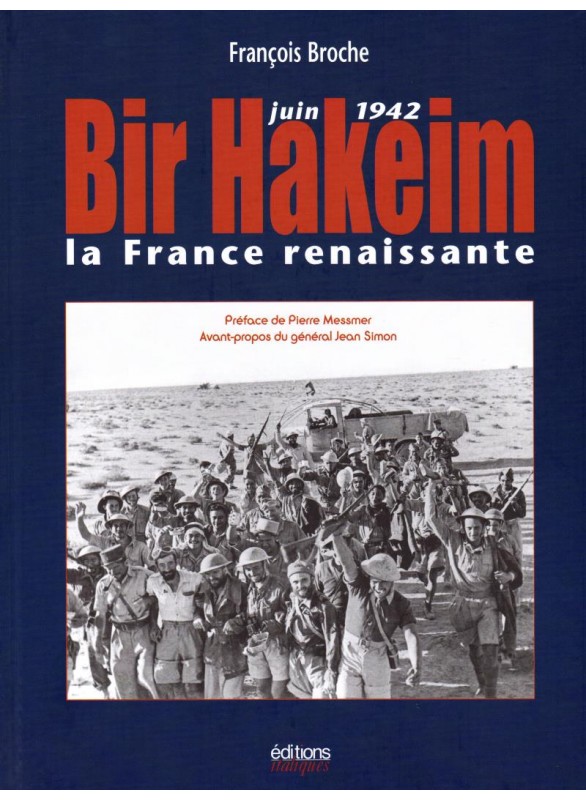 François Broche
juin 1942
Bir Hakeim
la France renaissante
Préface de Pierre Messmer
Avant-propos du général Jean Simon
éditions
italiques